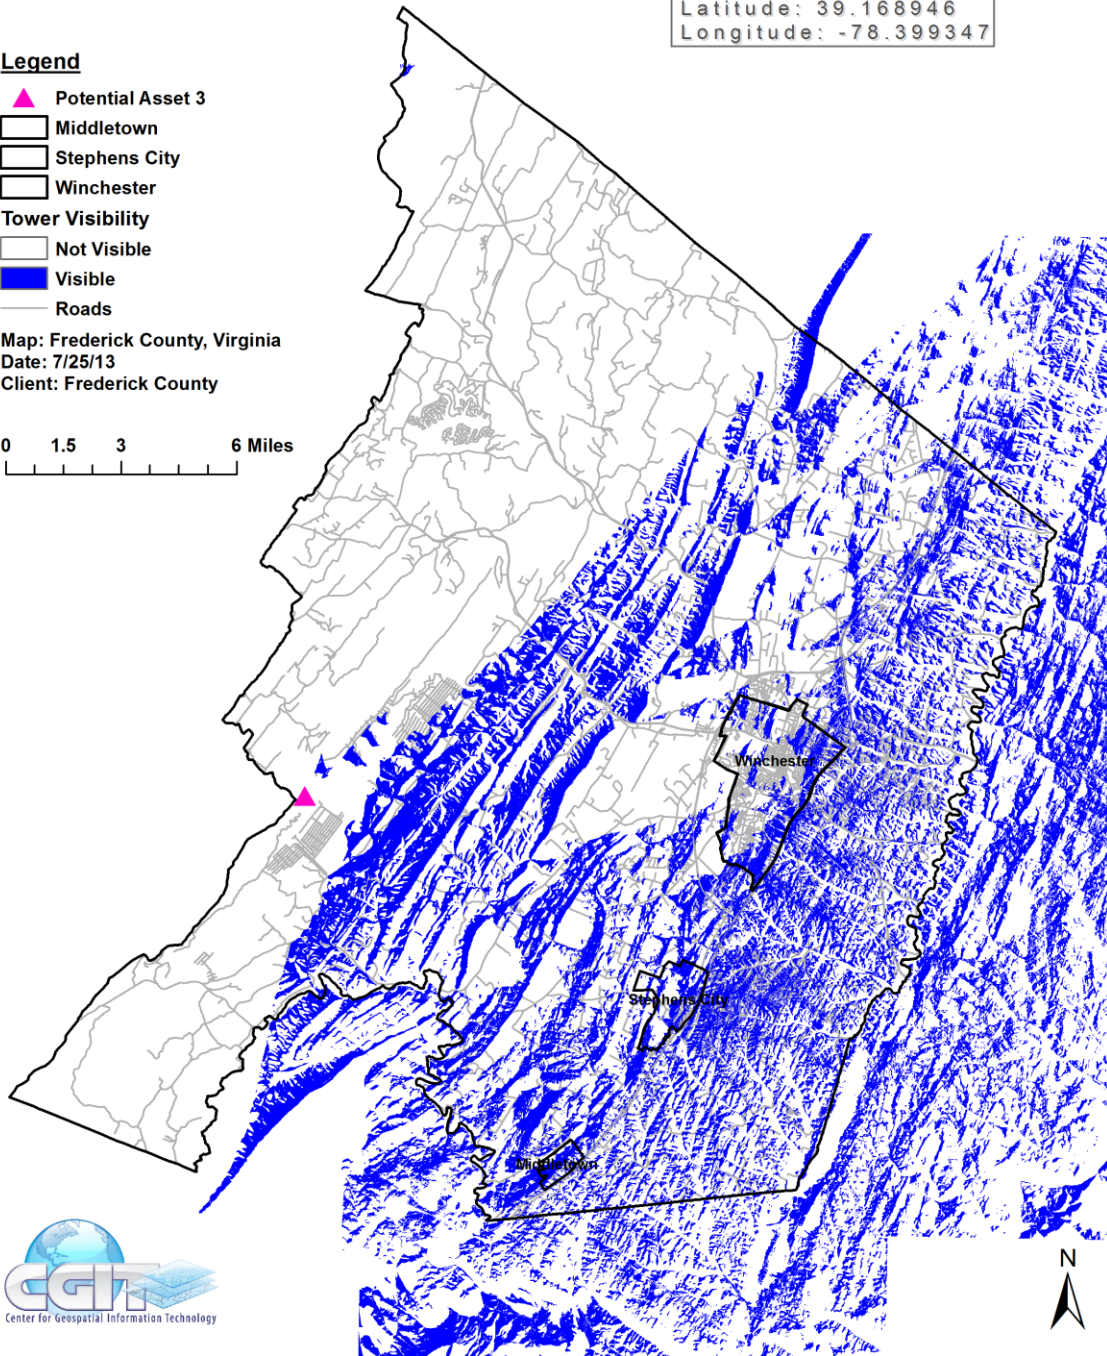 Latitude: 39.168946
Longitude: -78.399347
Legend
Potential Asset 3
Middletown
Stephens City
Winchester
Tower Visibility
Not Visible
Visible
Roads
Map: Frederick County, Virginia
Date: 7/25/13
Client: Frederick County
0 1.5 3 6 Miles
Winchester
Stephens City
Middletown
N
CGIT
Center for Geospatial Information Technology